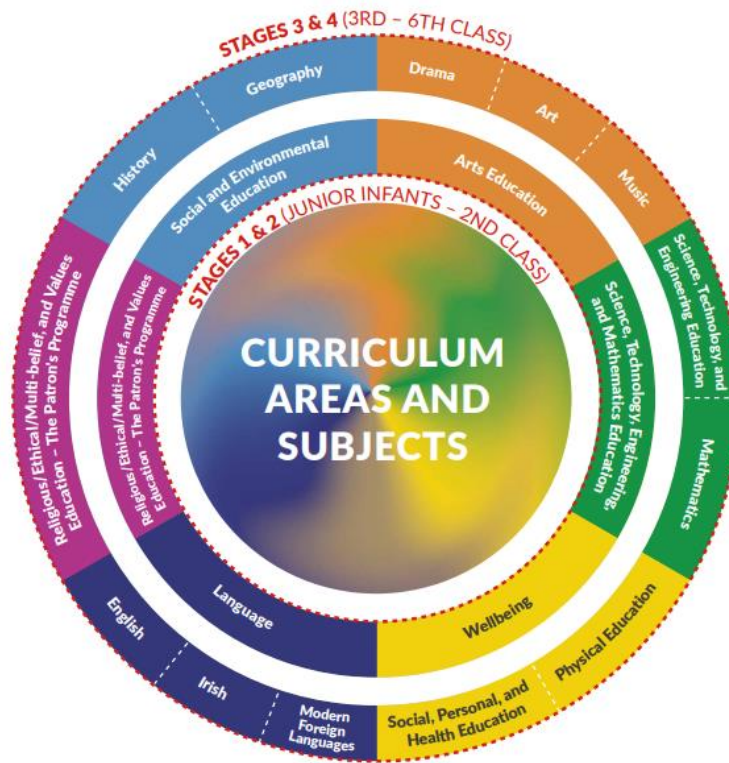 STAGES 3 & 4 (3RD – 6TH CLASS)
History
Geography
Drama
Art
Music
Science, Technology, and
Engineering Education
Mathematics
Physical Education
Social, Personal, and
Health Education
Modern
Foreign
Languages
Irish
English
Religious/Ethical/Multi-belief, and Values
Education – The Patron's Programme
Social and Environmental
Education
Arts Education
Science, Technology, Engineering,
and Mathematics Education
Wellbeing
Language
Religious/Ethical/Multi-belief, and Values
Education – The Patron's Programme
STAGES 1 & 2 (JUNIOR INFANTS – 2ND CLASS)
CURRICULUM
AREAS AND
SUBJECTS